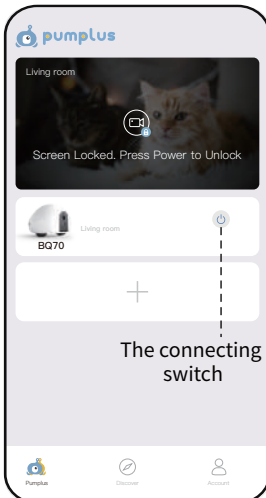 pumplus
Living room
Screen Locked. Press Power to Unlock
Living room
BQ70
The connecting
switch
Pumplus
Discover
Account